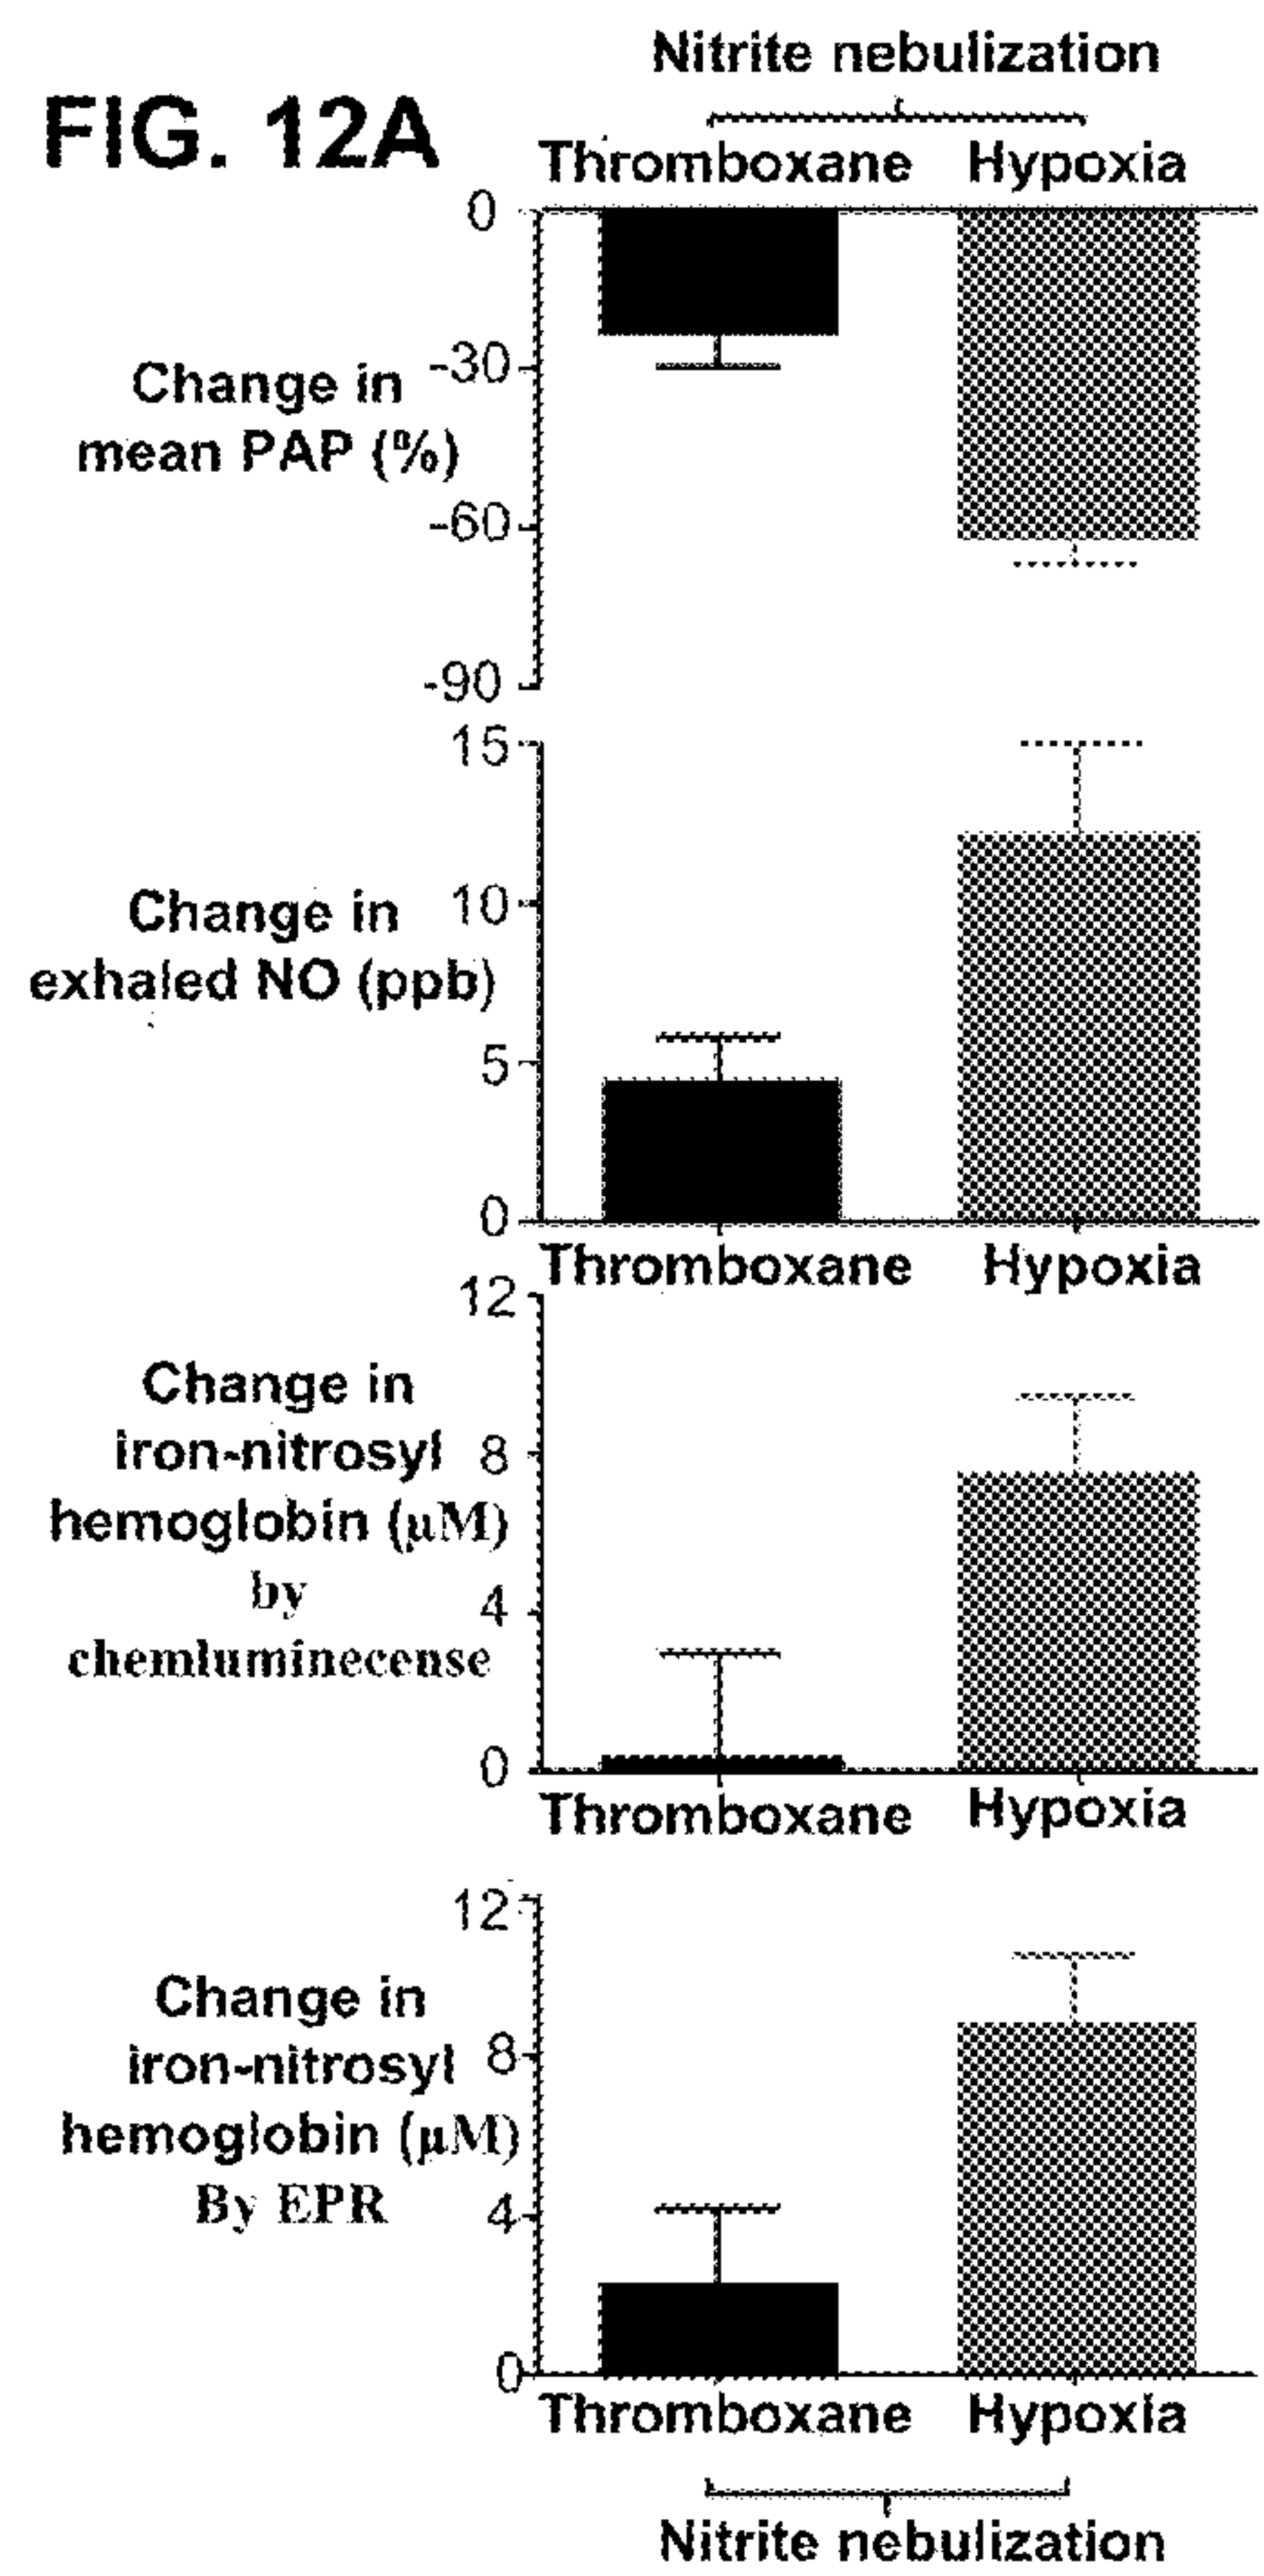 Nitrite nebulization
FIG. 12A
Thromboxane Hypoxia
0
-30
Change in
mean PAP (%)
-60
-90
15
10
Change in
exhaled NO (ppb)
5
0
Thromboxane Hypoxia
12
Change in
iron-nitrosyl
8
hemoglobin (µM)
by
4
chemluminecense
0
Thromboxane Hypoxia
12
Change in
iron-nitrosyl
8
hemoglobin (µM)
By EPR
4
0
Thromboxane Hypoxia
Nitrite nebulization